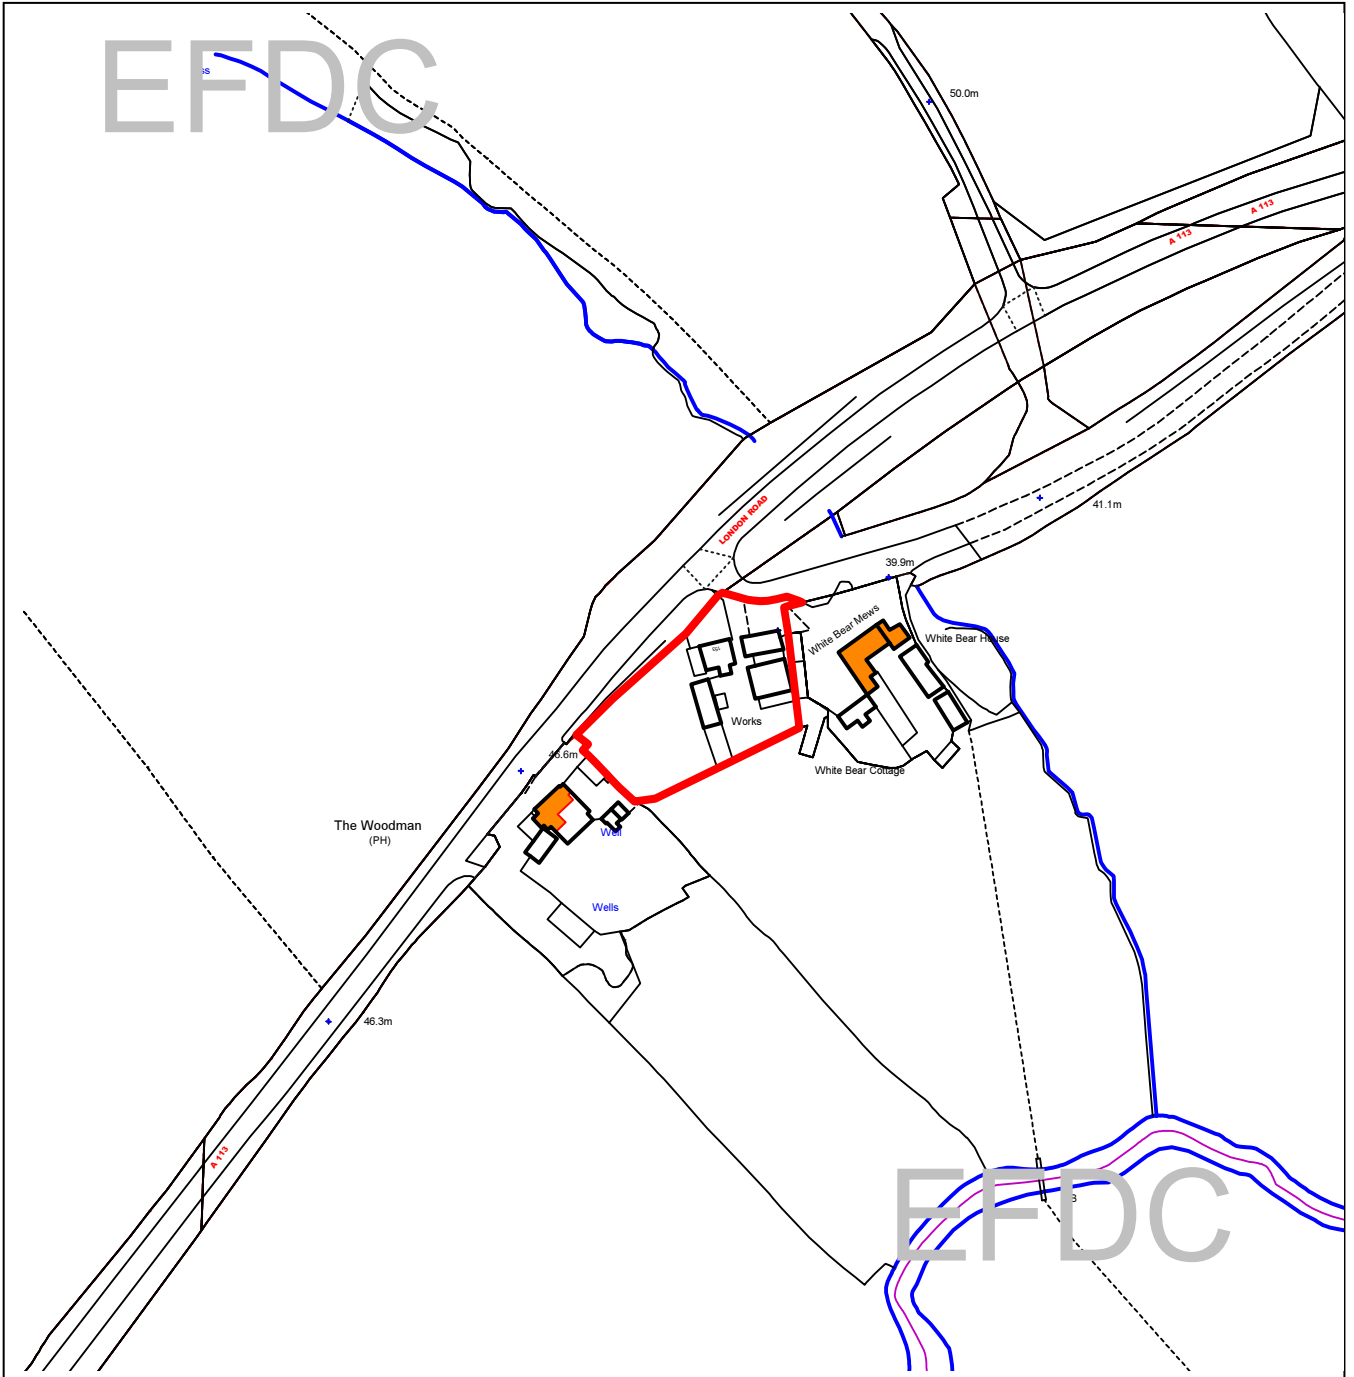 EFDC
ss
50.0m
A 113
A 113
LONDON ROAD
41.1m
39.9m
White Bear Mews
White Bear House
Works
46.6m
White Bear Cottage
The Woodman
(PH)
Well
Wells
46.3m
A 113
EFDC